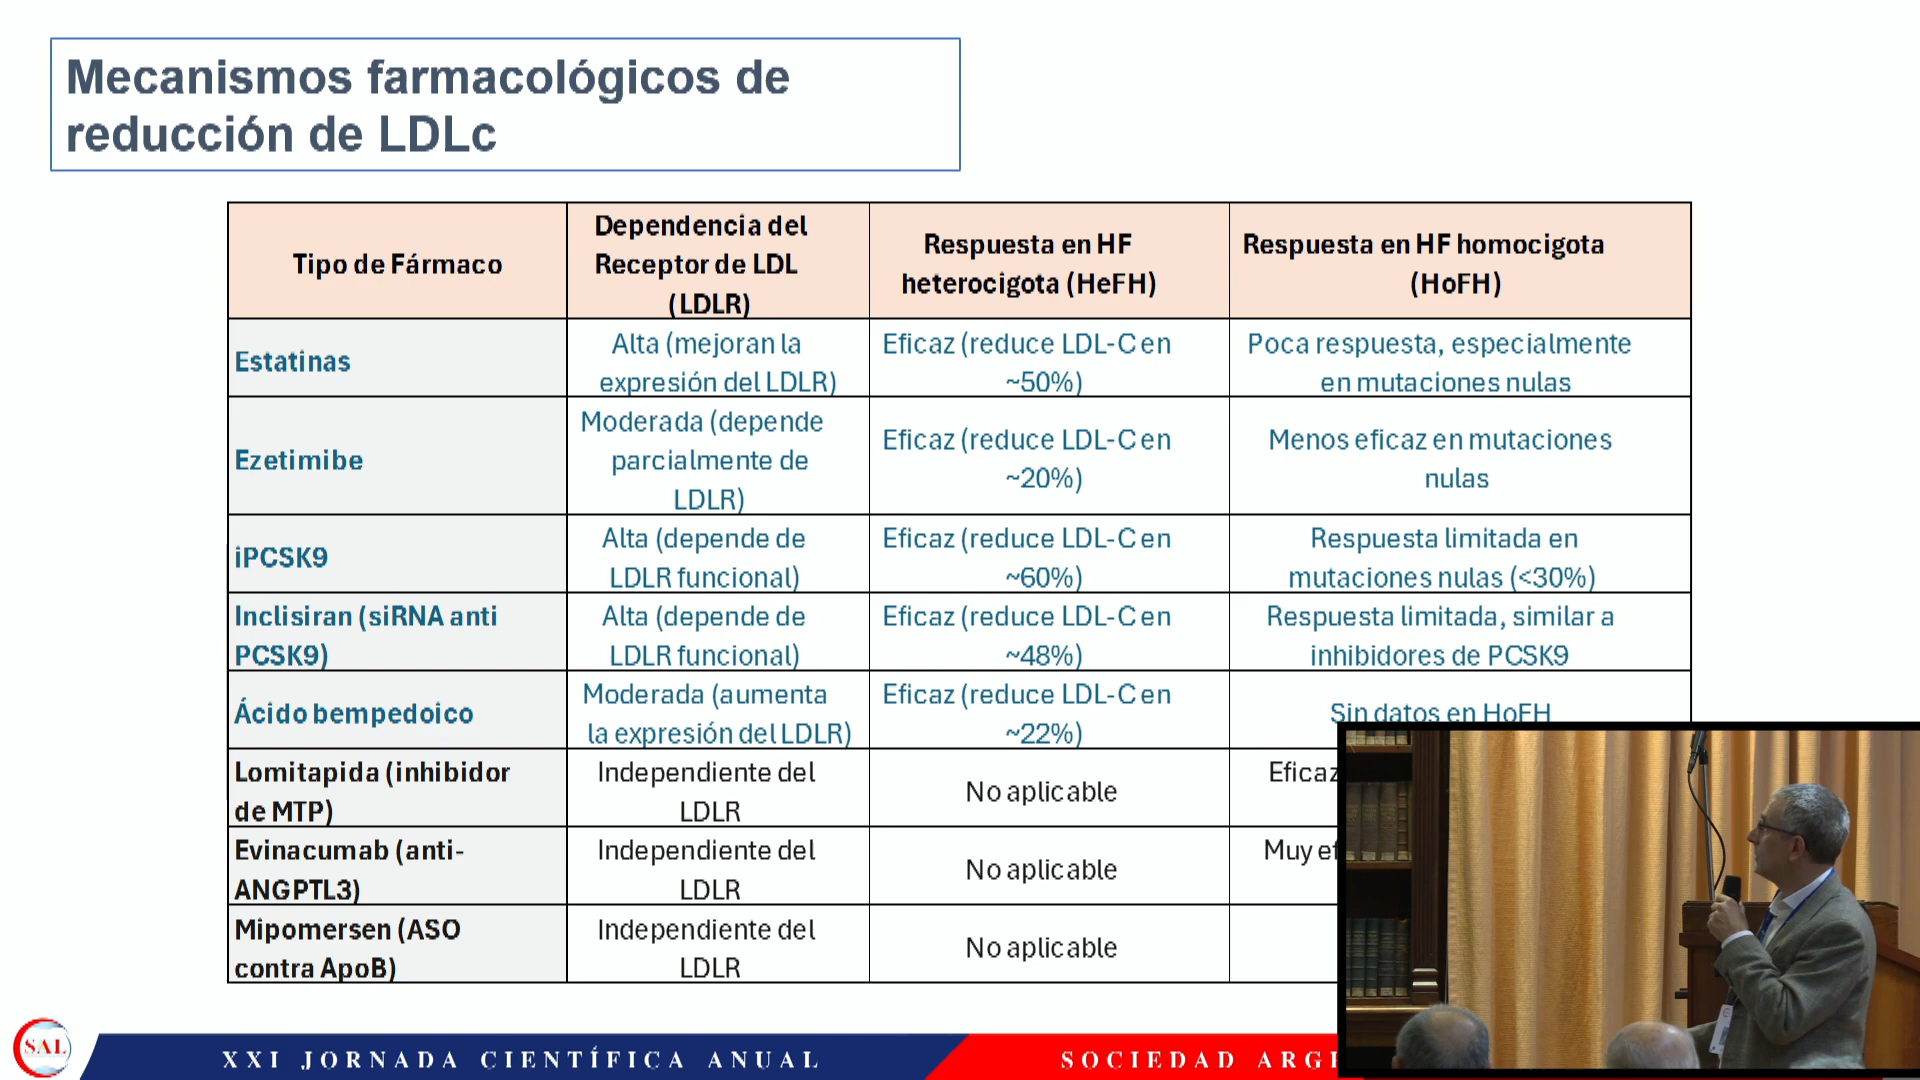 Mecanismos farmacológicos de
reducción de LDLc
Tipo de Fármaco
Dependencia del
Receptor de LDL
(LDLR)
Respuesta en HF
heterocigota (HeFH)
Respuesta en HF homocigota
(HoFH)
Estatinas
Alta (mejoran la
expresión del LDLR)
Eficaz (reduce LDL-C en
~50%)
Poca respuesta, especialmente
en mutaciones nulas
Ezetimibe
Moderada (depende
parcialmente de
LDLR)
Eficaz (reduce LDL-C en
~20%)
Menos eficaz en mutaciones
nulas
iPCSK9
Alta (depende de
LDLR funcional)
Eficaz (reduce LDL-C en
~60%)
Respuesta limitada en
mutaciones nulas (<30%)
Inclisiran (siRNA anti
PCSK9)
Alta (depende de
LDLR funcional)
Eficaz (reduce LDL-C en
~48%)
Respuesta limitada, similar a
inhibidores de PCSK9
Ácido bempedoico
Moderada (aumenta
la expresión del LDLR)
Eficaz (reduce LDL-C en
~22%)
Sin datos en HoFH
Lomitapida (inhibidor
de MTP)
Independiente del
LDLR
No aplicable
Eficaz
Evinacumab (anti-
ANGPTL3)
Independiente del
LDLR
No aplicable
Muy
Mipomersen (ASO
contra ApoB)
Independiente del
LDLR
No aplicable
SAL
XXI JORNADA CIENTÍFICA ANUAL
SOCIEDAD